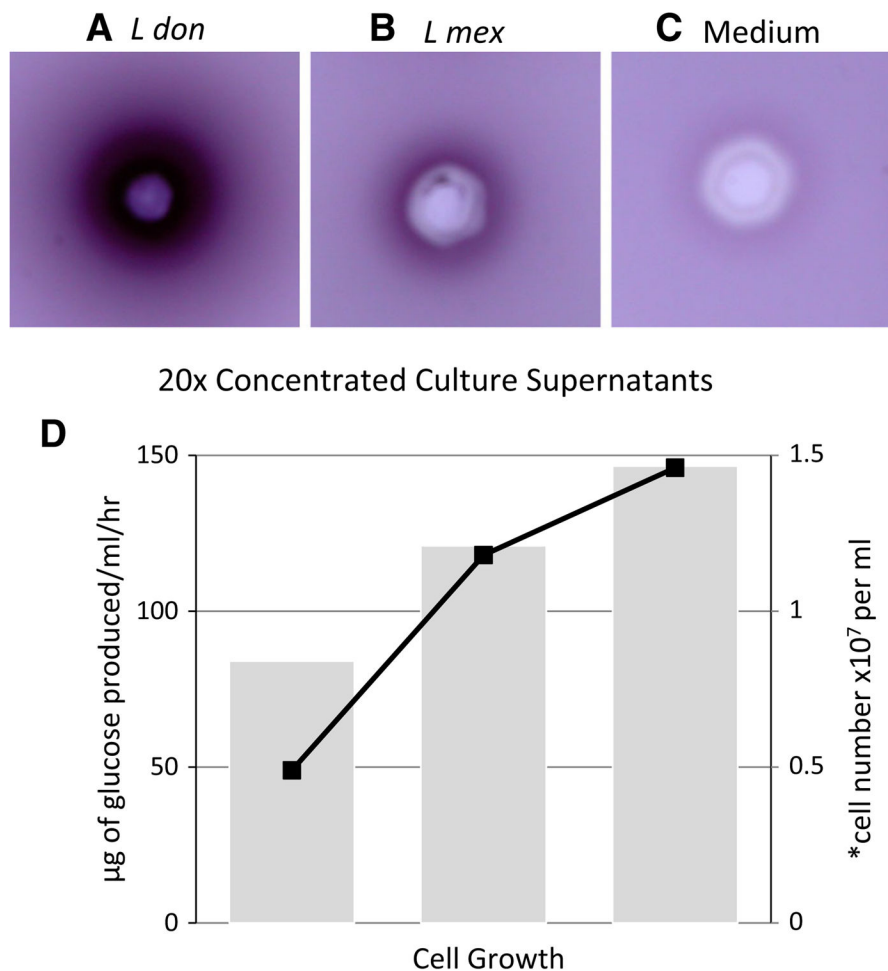 A L don
B L mex
C Medium
20x Concentrated Culture Supernatants
D
µg of glucose produced/ml/hr
150
100
50
0
1.5
1
0.5
0
*cell number x10⁷ per ml
Cell Growth